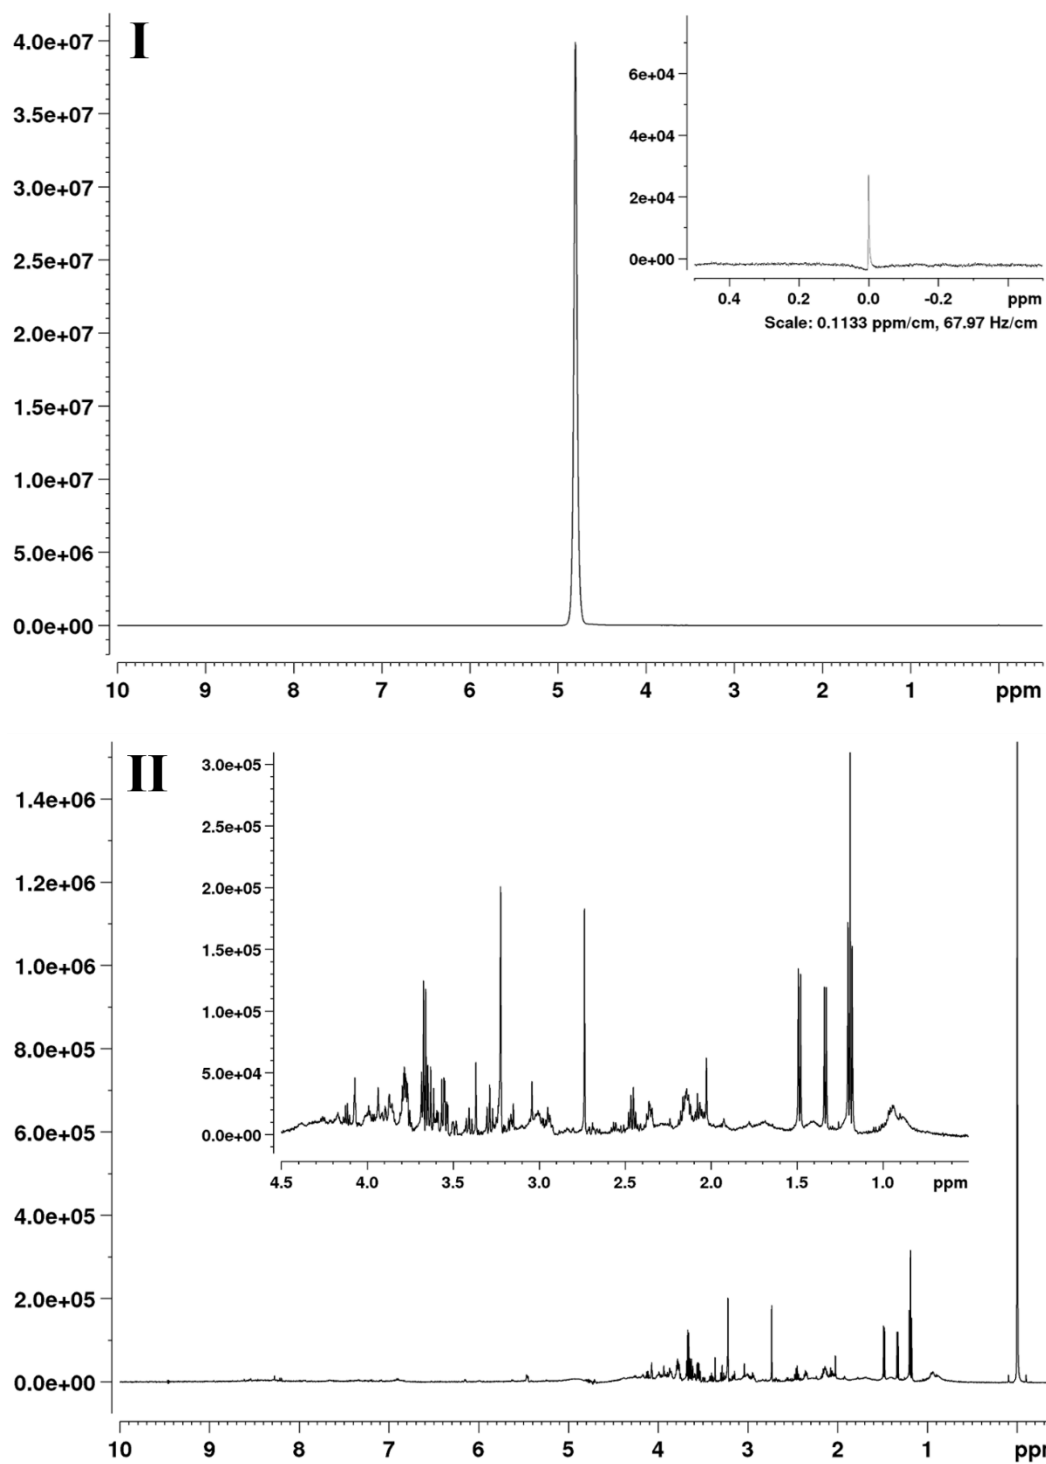 I
4.0e+07
3.5e+07
3.0e+07
2.5e+07
2.0e+07
1.5e+07
1.0e+07
5.0e+06
0.0e+00
10 9 8 7 6 5 4 3 2 1 ppm
6e+04
4e+04
2e+04
0e+00
0.4 0.2 0.0 -0.2 ppm
Scale: 0.1133 ppm/cm, 67.97 Hz/cm
II
1.4e+06
1.2e+06
1.0e+06
8.0e+05
6.0e+05
4.0e+05
2.0e+05
0.0e+00
10 9 8 7 6 5 4 3 2 1 ppm
3.0e+05
2.5e+05
2.0e+05
1.5e+05
1.0e+05
5.0e+04
0.0e+00
4.5 4.0 3.5 3.0 2.5 2.0 1.5 1.0 ppm